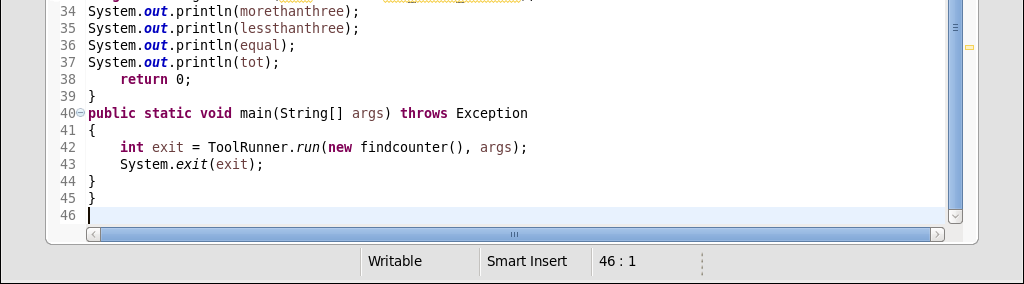 34 System.out.println(morethanthree);
35 System.out.println(lessthanthree);
36 System.out.println(equal);
37 System.out.println(tot);
38     return 0;
39 }
40 public static void main(String[] args) throws Exception
41 {
42     int exit = ToolRunner.run(new findcounter(), args);
43     System.exit(exit);
44 }
45 }
46
Writable Smart Insert 46 : 1